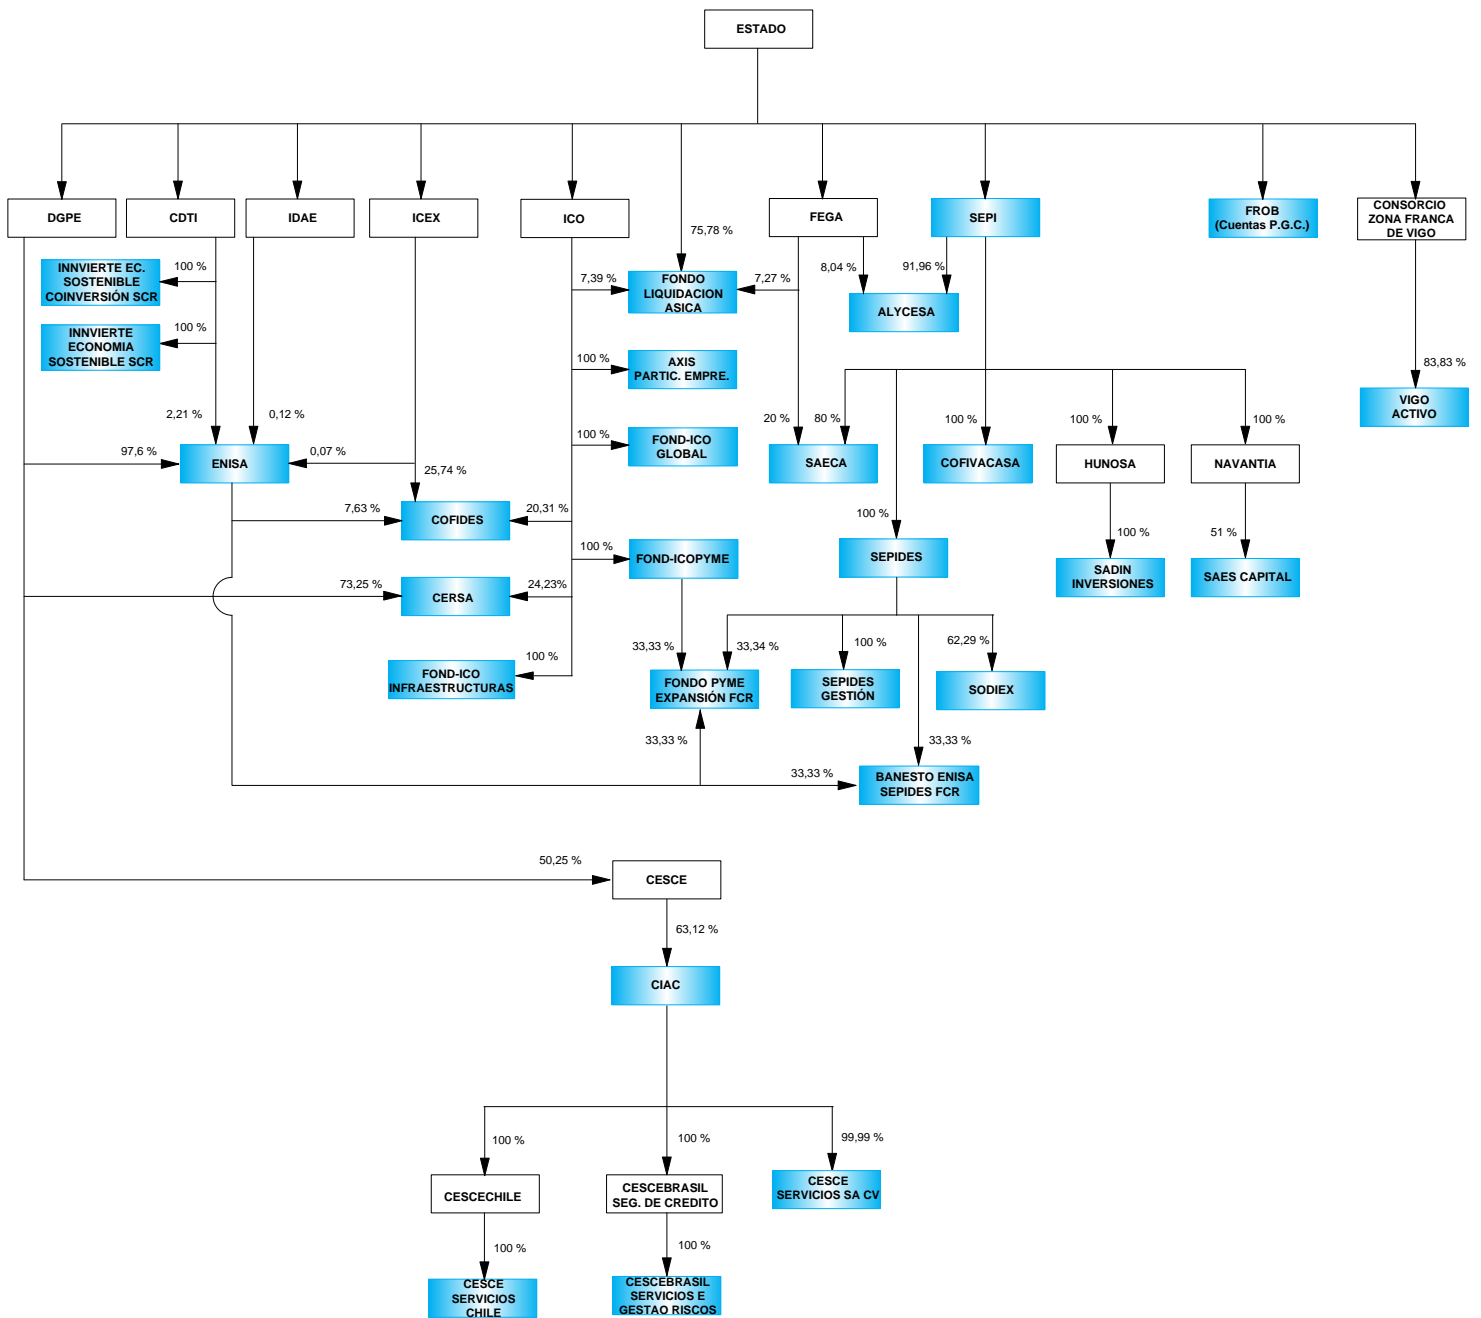 ESTADO
DGPE
CDTI
IDAE
ICEX
ICO
FEGA
SEPI
FROB
(Cuentas P.G.C.)
CONSORCIO
ZONA FRANCA
DE VIGO
75,78 %
100 %
INNVIERTE EC.
SOSTENIBLE
COINVERSIÓN SCR
7,39 %
FONDO
LIQUIDACION
ASICA
7,27 %
8,04 %
91,96 %
ALYCESA
100 %
INNVIERTE
ECONOMIA
SOSTENIBLE SCR
100 %
AXIS
PARTIC. EMPRE.
83,83 %
VIGO
ACTIVO
2,21 %
0,12 %
20 %
80 %
100 %
100 %
100 %
97,6 %
ENISA
0,07 %
25,74 %
100 %
FOND-ICO
GLOBAL
SAECA
COFIVACASA
HUNOSA
NAVANTIA
7,63 %
COFIDES
20,31 %
100 %
100 %
51 %
100 %
FOND-ICOPYME
SEPIDES
SADIN
INVERSIONES
SAES CAPITAL
73,25 %
CERSA
24,23%
100 %
FOND-ICO
INFRAESTRUCTURAS
33,33 %
33,34 %
100 %
62,29 %
FONDO PYME
EXPANSIÓN FCR
SEPIDES
GESTIÓN
SODIEX
33,33 %
33,33 %
33,33 %
BANESTO ENISA
SEPIDES FCR
50,25 %
CESCE
63,12 %
CIAC
100 %
100 %
99,99 %
CESCECHILE
CESCEBRASIL
SEG. DE CREDITO
CESCE
SERVICIOS SA CV
100 %
100 %
CESCE
SERVICIOS
CHILE
CESCEBRASIL
SERVICIOS E
GESTAO RISCOS